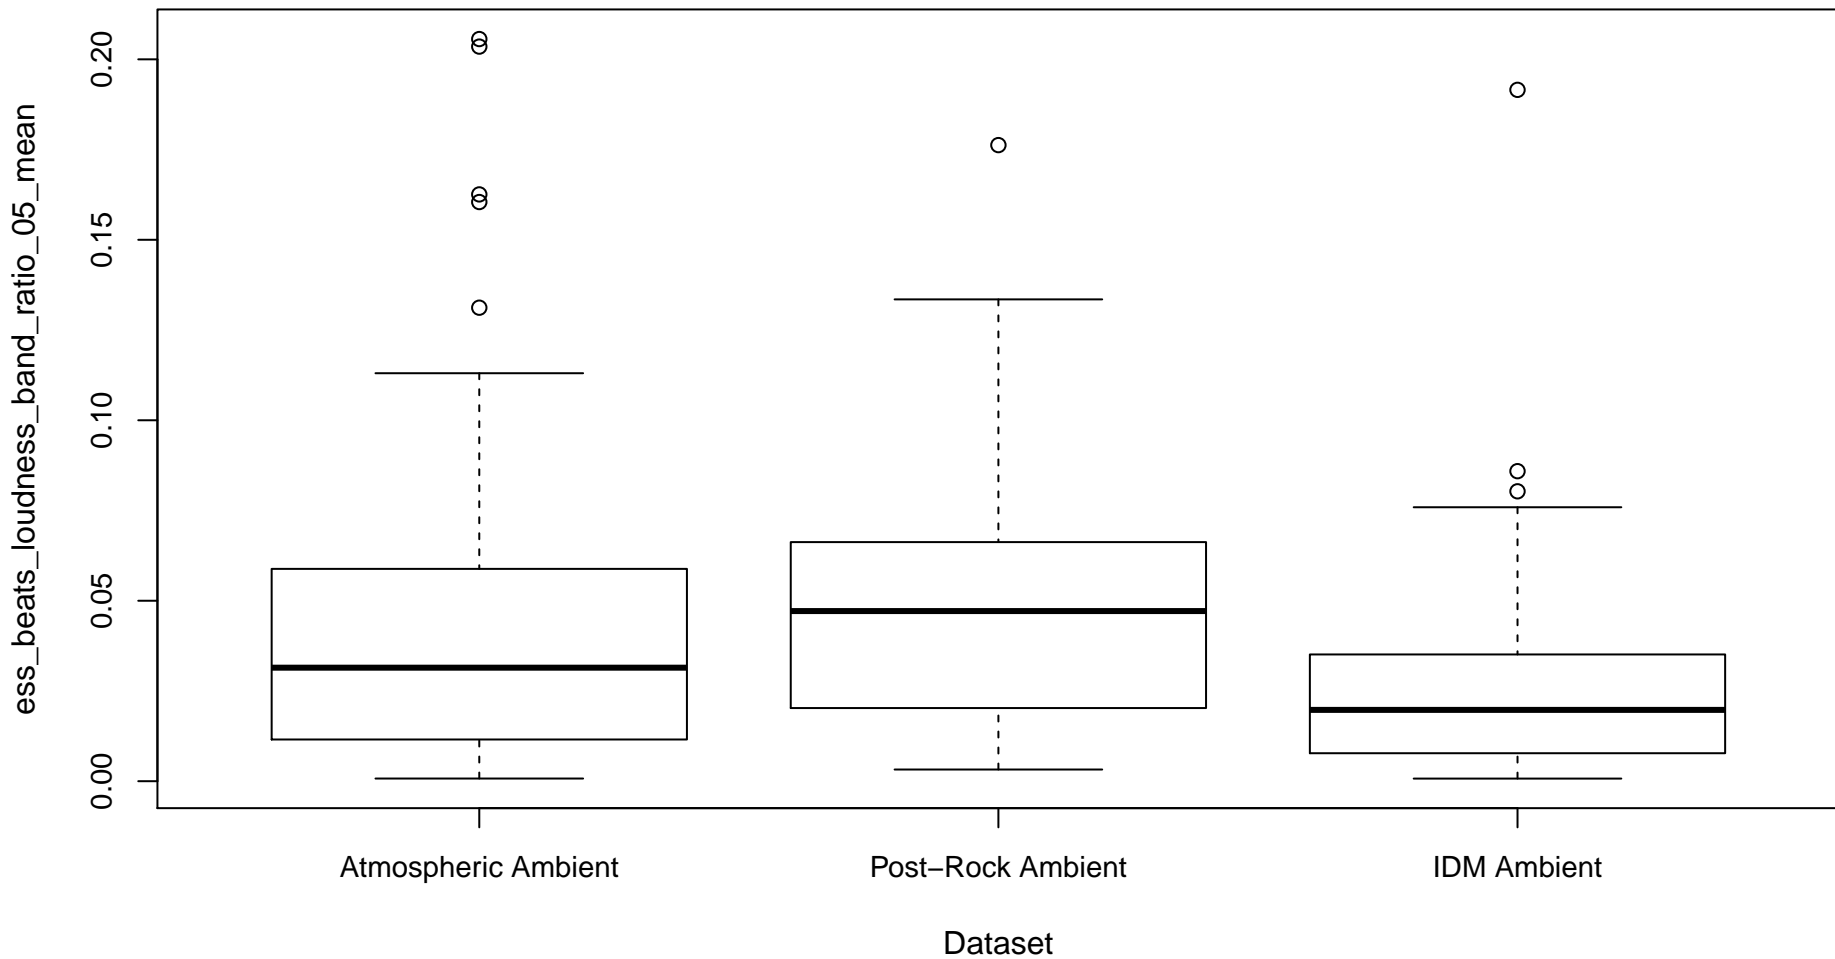 ess_beats_loudness_band_ratio_05_mean
0.20
0.15
0.10
0.05
0.00
Atmospheric Ambient
Post−Rock Ambient
IDM Ambient
Dataset